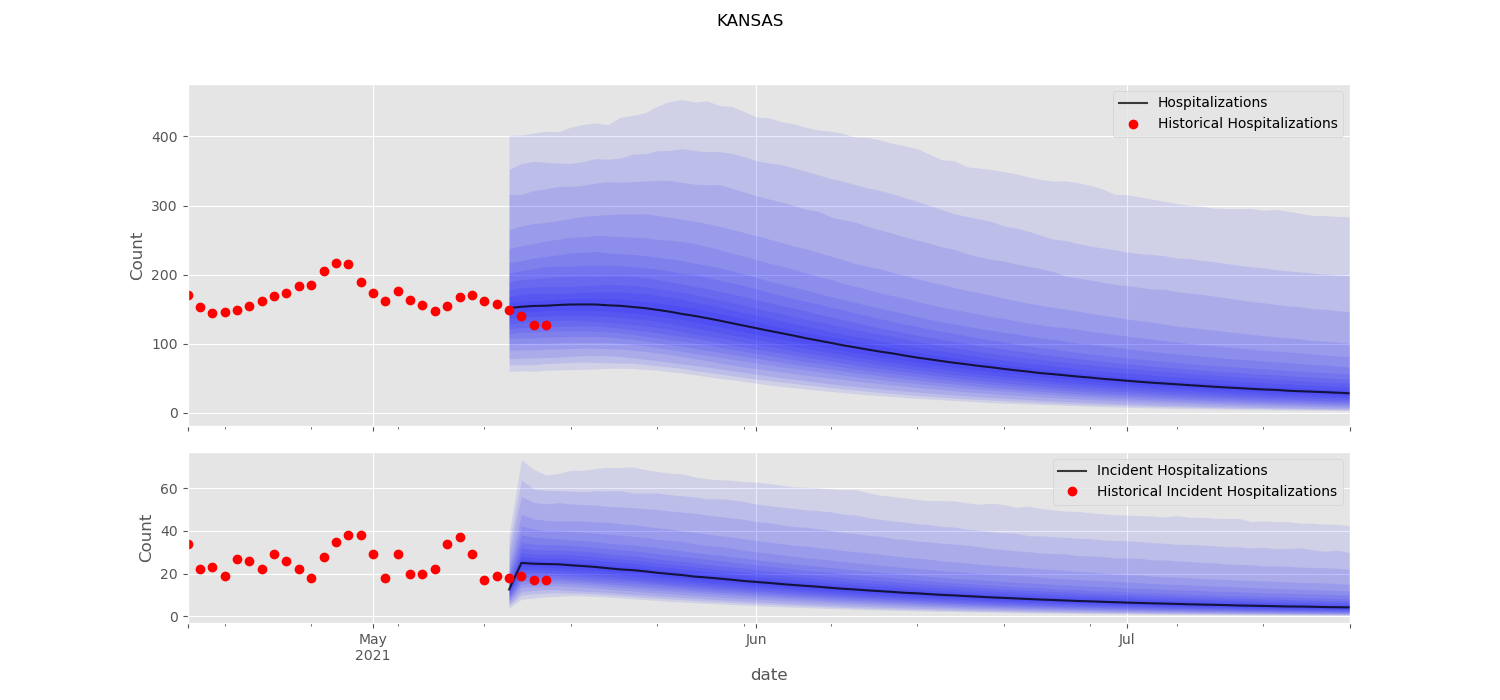 KANSAS
Hospitalizations
Historical Hospitalizations
400
300
200
100
0
Count
Incident Hospitalizations
Historical Incident Hospitalizations
60
40
20
0
Count
May
2021
Jun
Jul
date